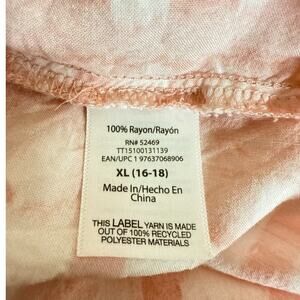 100% Rayon/Rayón
RN# 52469
TT15100131139
EAN/UPC 1 97637068906
XL (16-18)
Made In/Hecho En
China
THIS LABEL YARN IS MADE
OUT OF 100% RECYCLED
POLYESTER MATERIALS